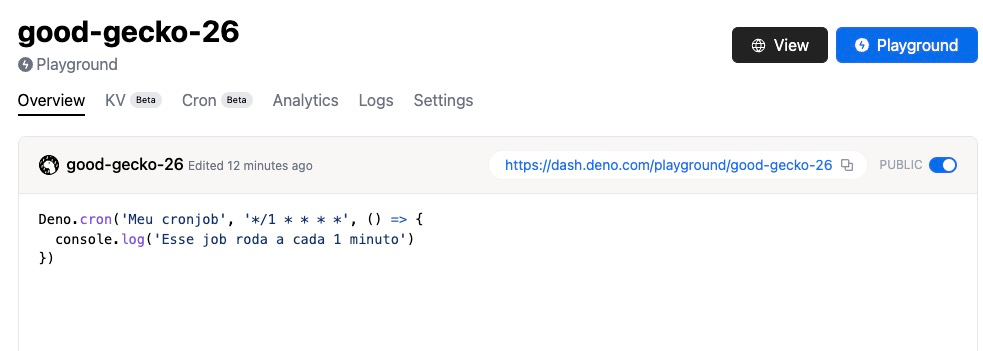 good-gecko-26
View
Playground
Playground
Overview KV Beta Cron Beta Analytics Logs Settings
good-gecko-26 Edited 12 minutes ago https://dash.deno.com/playground/good-gecko-26 PUBLIC
Deno.cron('Meu cronjob', '*/1 * * * *', () => {
  console.log('Esse job roda a cada 1 minuto')
})